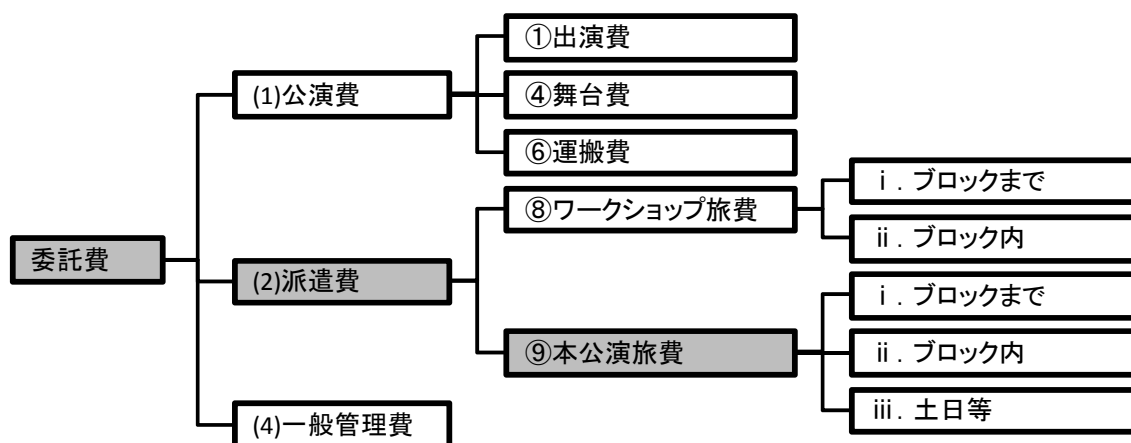 ①出演費
(1)公演費
④舞台費
⑥運搬費
ⅰ．ブロックまで
⑧ワークショップ旅費
ⅱ．ブロック内
委託費
(2)派遣費
ⅰ．ブロックまで
⑨本公演旅費
ⅱ．ブロック内
ⅲ．土日等
(4)一般管理費